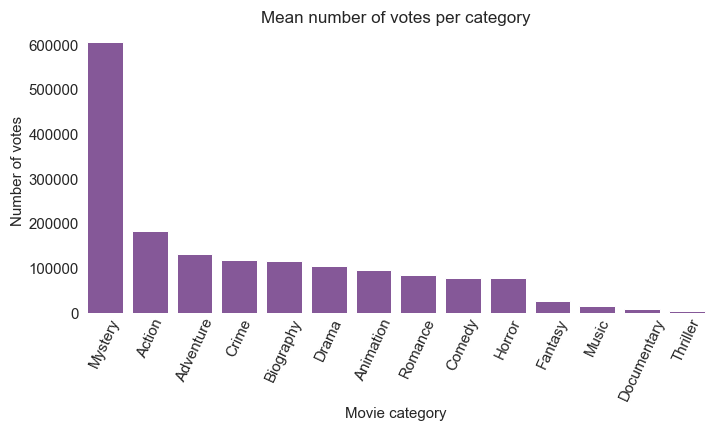 Mean number of votes per category
Number of votes
600000
500000
400000
300000
200000
100000
0
Mystery
Action
Adventure
Crime
Biography
Drama
Animation
Romance
Comedy
Horror
Fantasy
Music
Documentary
Thriller
Movie category